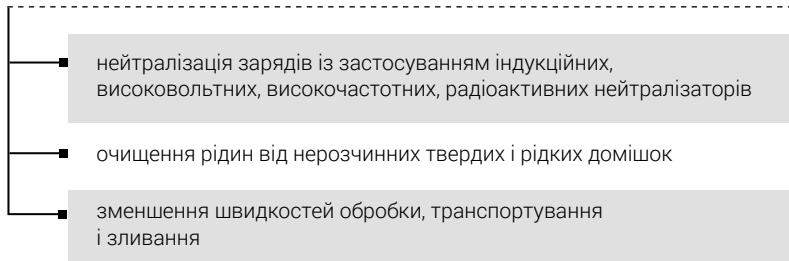 нейтралізація зарядів із застосуванням індукційних,
високовольтних, високочастотних, радіоактивних нейтралізаторів
очищення рідин від нерозчинних твердих і рідких домішок
зменшення швидкостей обробки, транспортування
і зливання